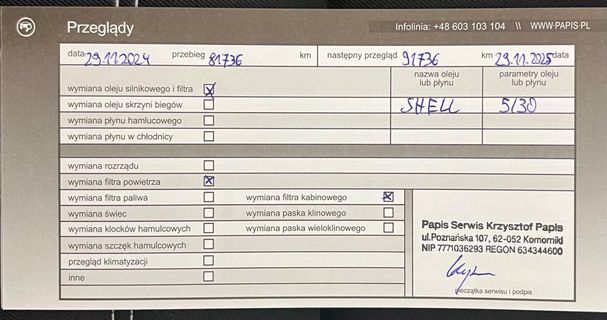 Przeglądy
Infolinia: +48 603 103 104 \\ WWW.PAPIS.PL
data 29.11.2024 przebieg 81736 km następny przegląd 91736 km 29.11.2025 data
nazwa oleju lub płynu parametry oleju lub płynu
wymiana oleju silnikowego i filtra
wymiana oleju skrzyni biegów SHELL 5/30
wymiana płynu hamulcowego
wymiana płynu w chłodnicy
wymiana rozrządu
wymiana filtra powietrza
wymiana filtra paliwa wymiana filtra kabinowego
wymiana świec wymiana paska klinowego
wymiana klocków hamulcowych wymiana paska wieloklinowego
wymiana szczęk hamulcowych
przegląd klimatyzacji
inne
Papis Serwis Krzysztof Papis
ul.Poznańska 107, 62-052 Komorniki
NIP 7771036293 REGON 634344600
pieczątka serwisu i podpis